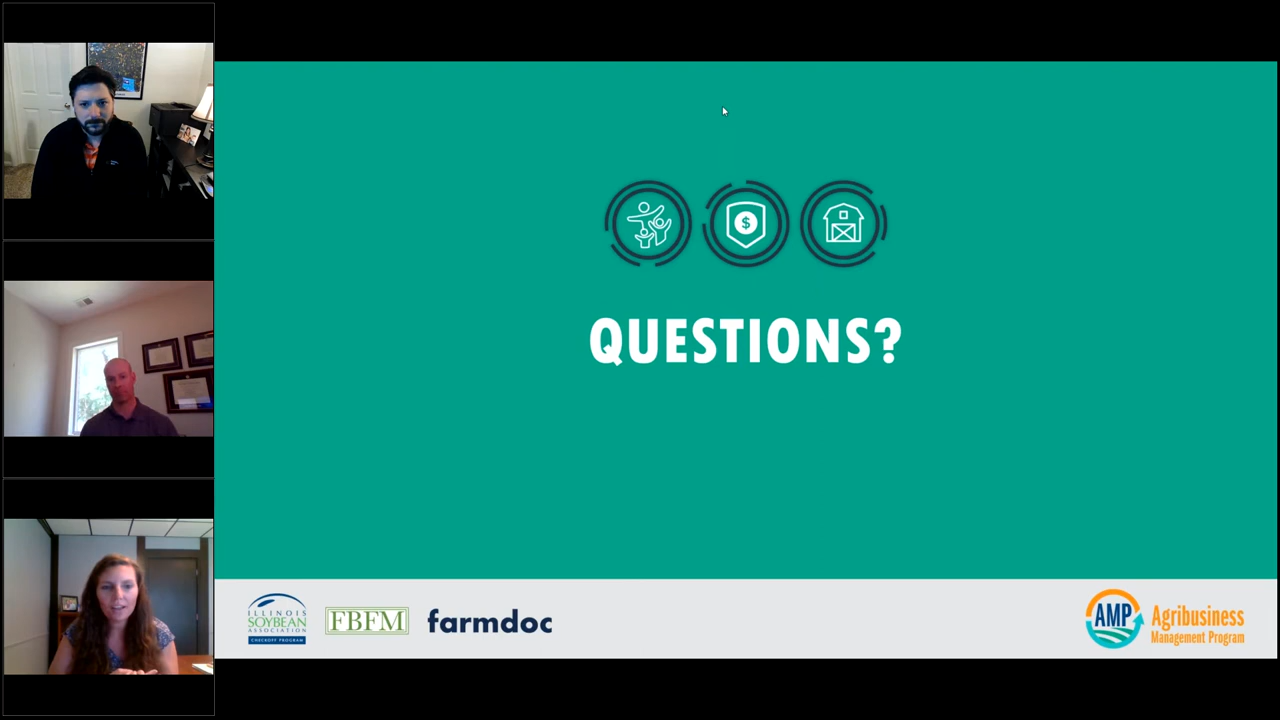 $
QUESTIONS?
ILLINOIS
SOYBEAN
ASSOCIATION
CHECKOFF PROGRAM
FBFM
farmdoc
AMP
Agribusiness
Management Program